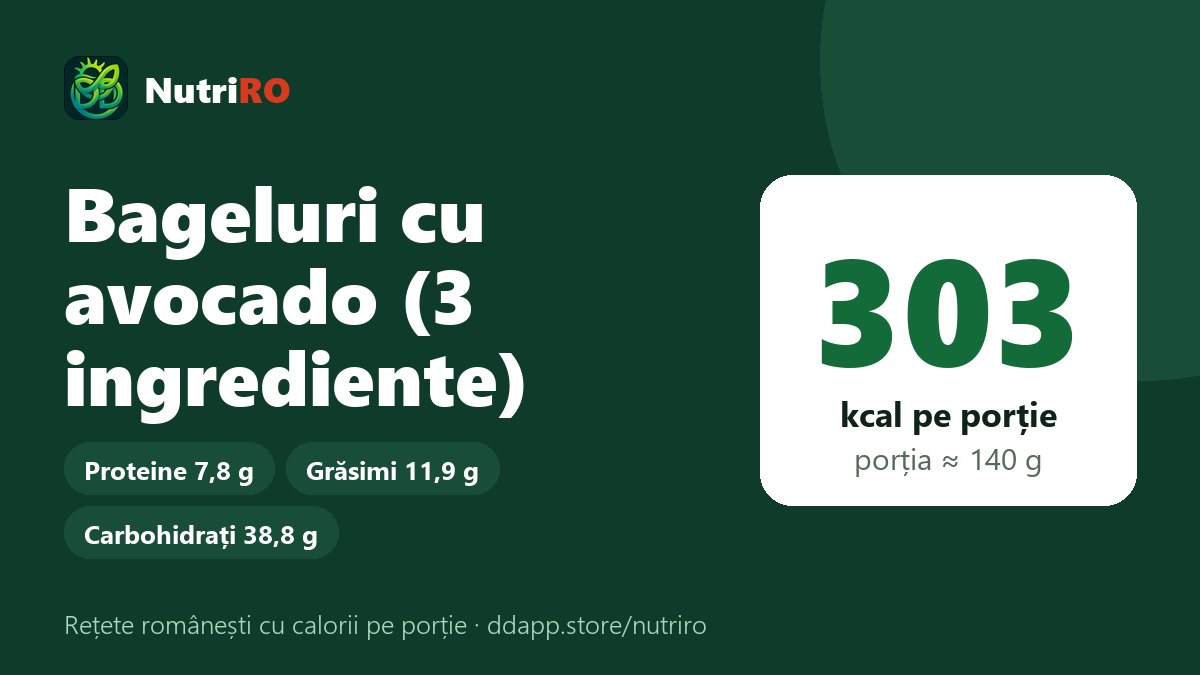 NutriRO
Bageluri cu
avocado (3
ingrediente)
Proteine 7,8 g
Grăsimi 11,9 g
Carbohidrați 38,8 g
303
kcal pe porție
porția ≈ 140 g
Rețete românești cu calorii pe porție · ddapp.store/nutriro